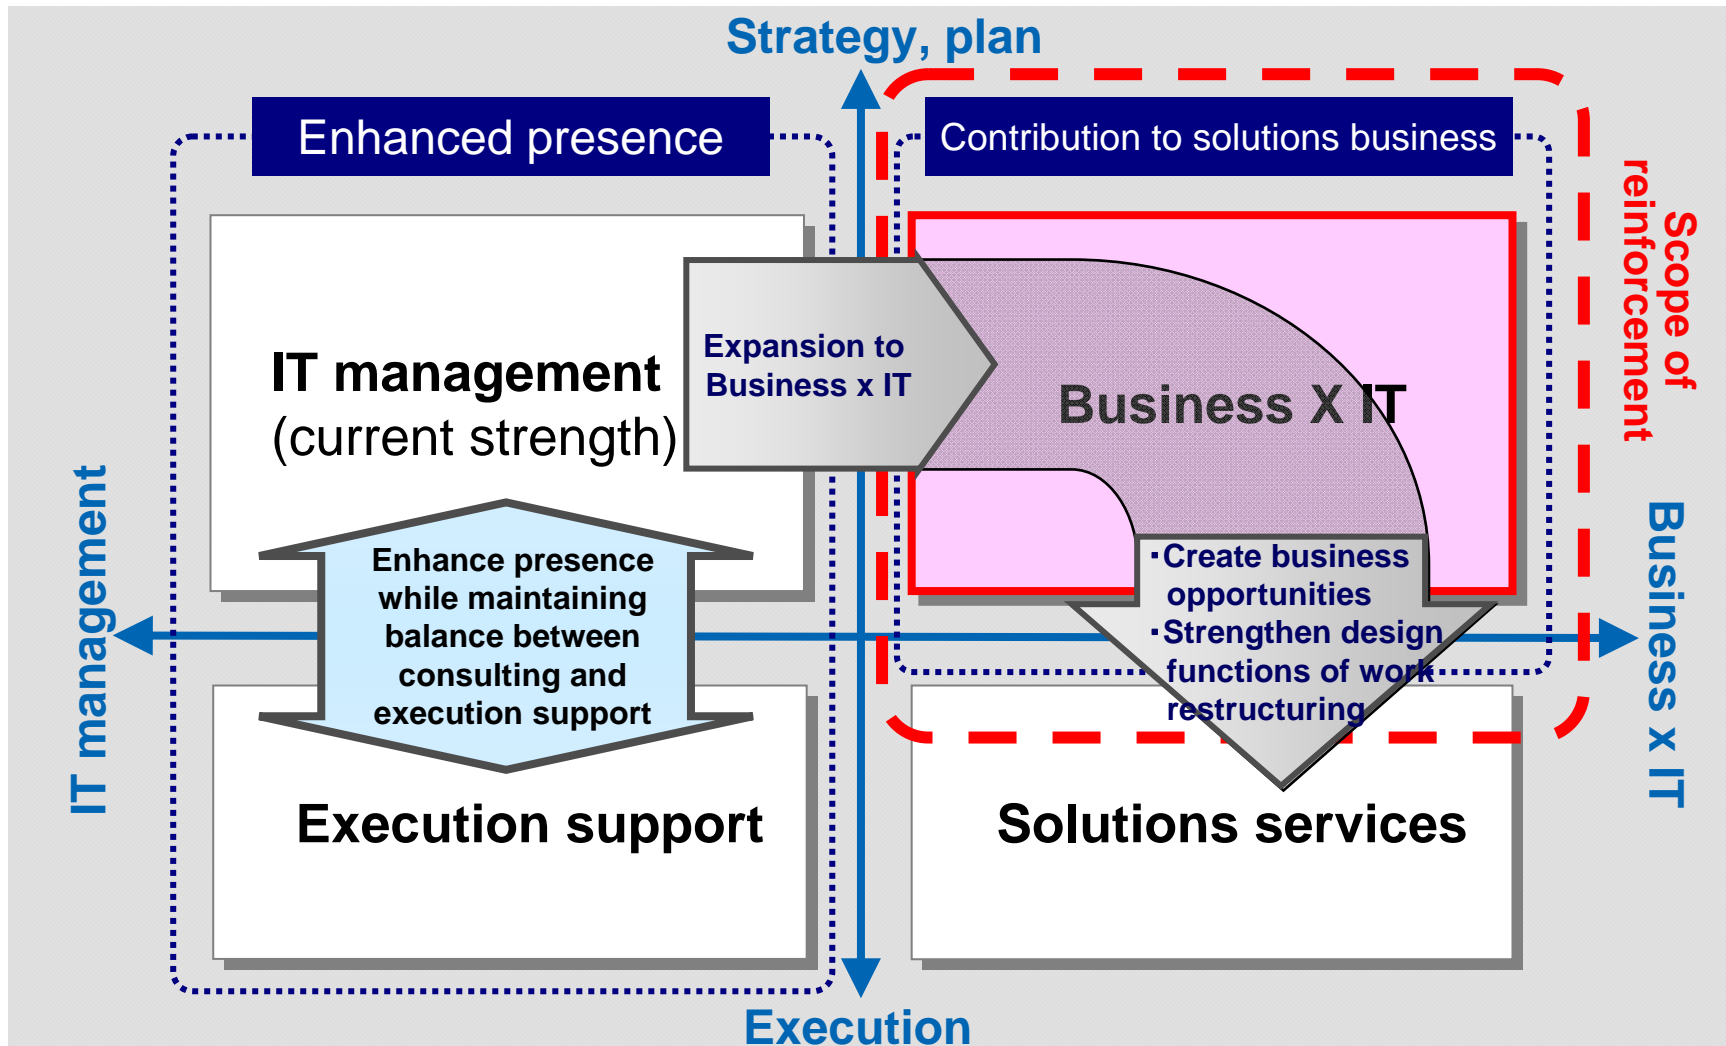 Strategy, plan
Enhanced presence
Contribution to solutions business
Scope of
reinforcement
IT management
(current strength)
Expansion to
Business x IT
Business X IT
Enhance presence
while maintaining
balance between
consulting and
execution support
・Create business
opportunities
・Strengthen design
functions of work
restructuring
IT management
Business x IT
Execution support
Solutions services
Execution